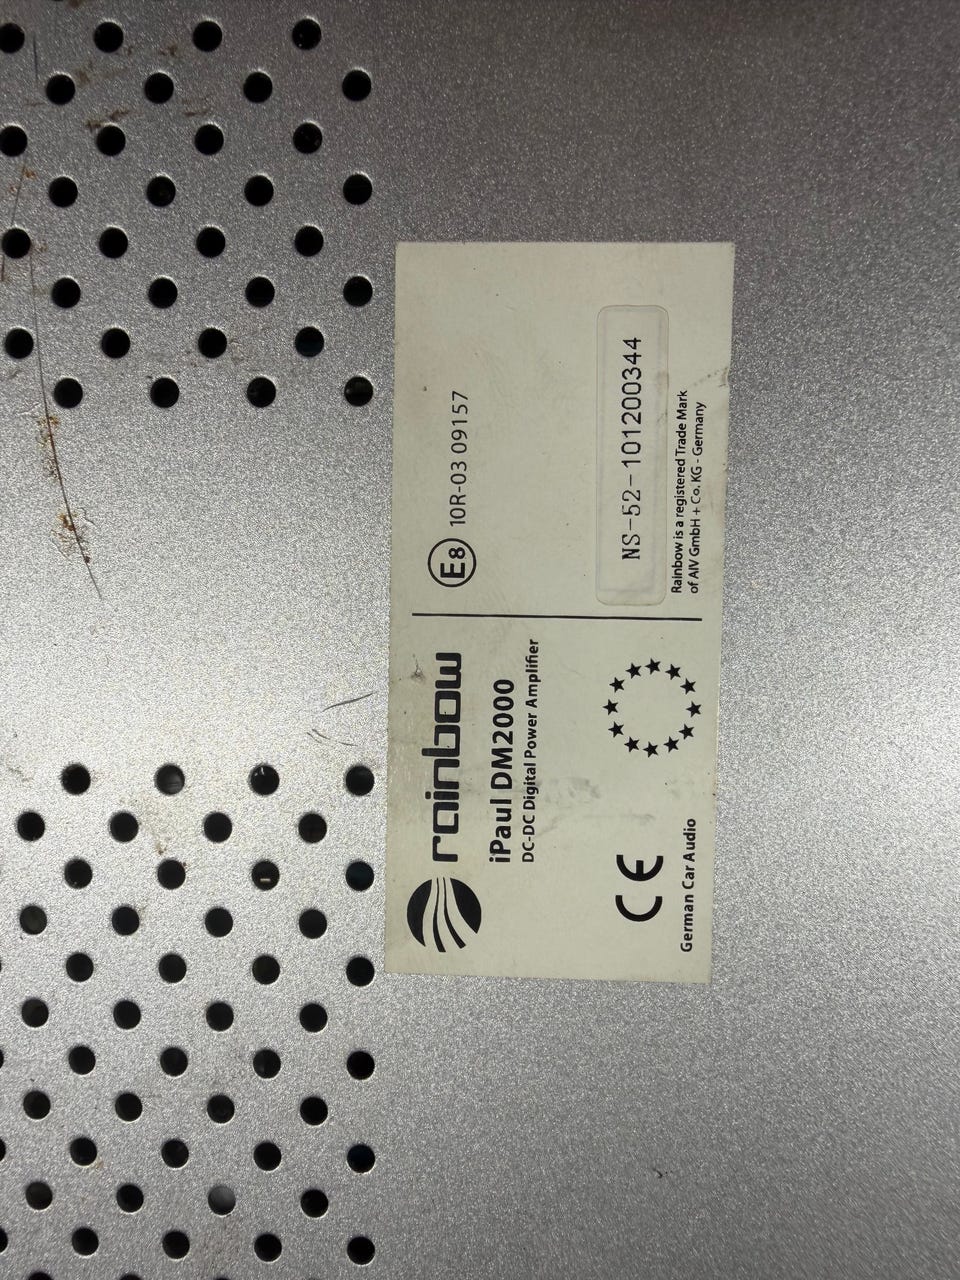 rainbow
iPaul DM2000
DC-DC Digital Power Amplifier
CE
German Car Audio
E8 10R-03 09157
NS-52-101200344
Rainbow is a registered Trade Mark
of AIV GmbH + Co. KG - Germany